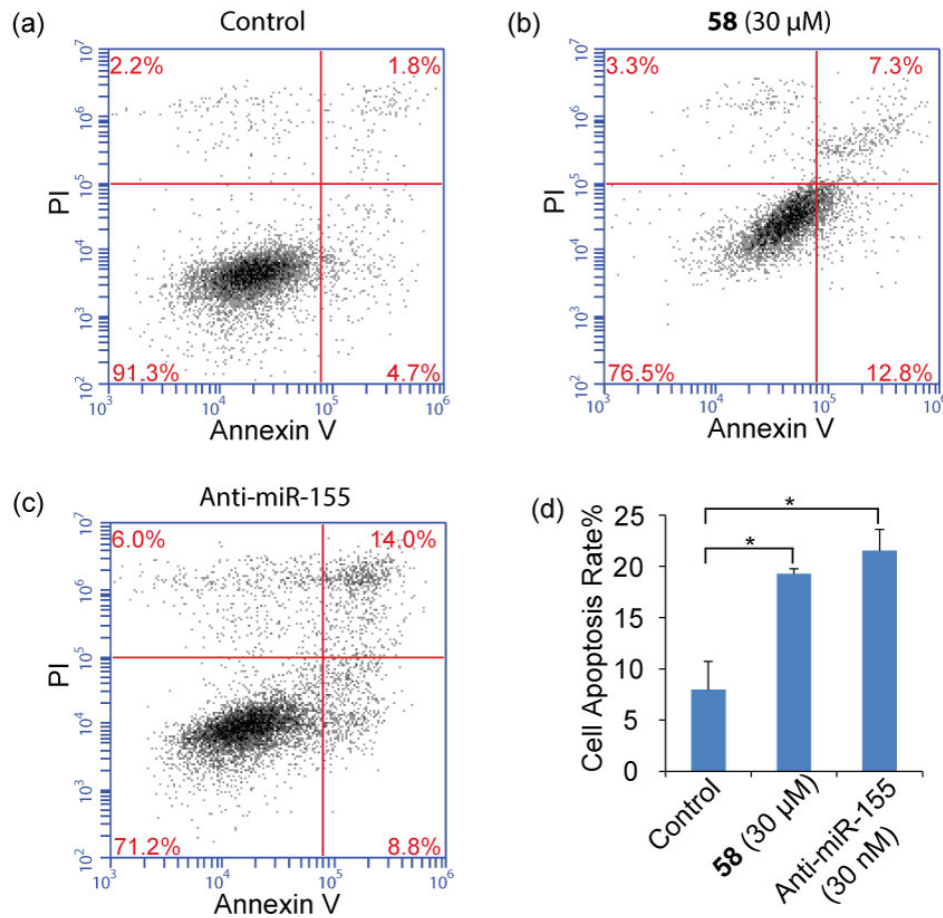 (a) Control
2.2% 1.8%
91.3% 4.7%
PI
10^7
10^6
10^5
10^4
10^3
10^2
10^3 10^4 10^5 10^6
Annexin V
(b) 58 (30 µM)
3.3% 7.3%
76.5% 12.8%
PI
10^7
10^6
10^5
10^4
10^3
10^2
10^3 10^4 10^5 10^6
Annexin V
(c) Anti-miR-155
6.0% 14.0%
71.2% 8.8%
PI
10^7
10^6
10^5
10^4
10^3
10^2
10^3 10^4 10^5 10^6
Annexin V
(d)
Cell Apoptosis Rate%
25
20
15
10
5
0
* *
Control
58 (30 µM)
Anti-miR-155
(30 nM)